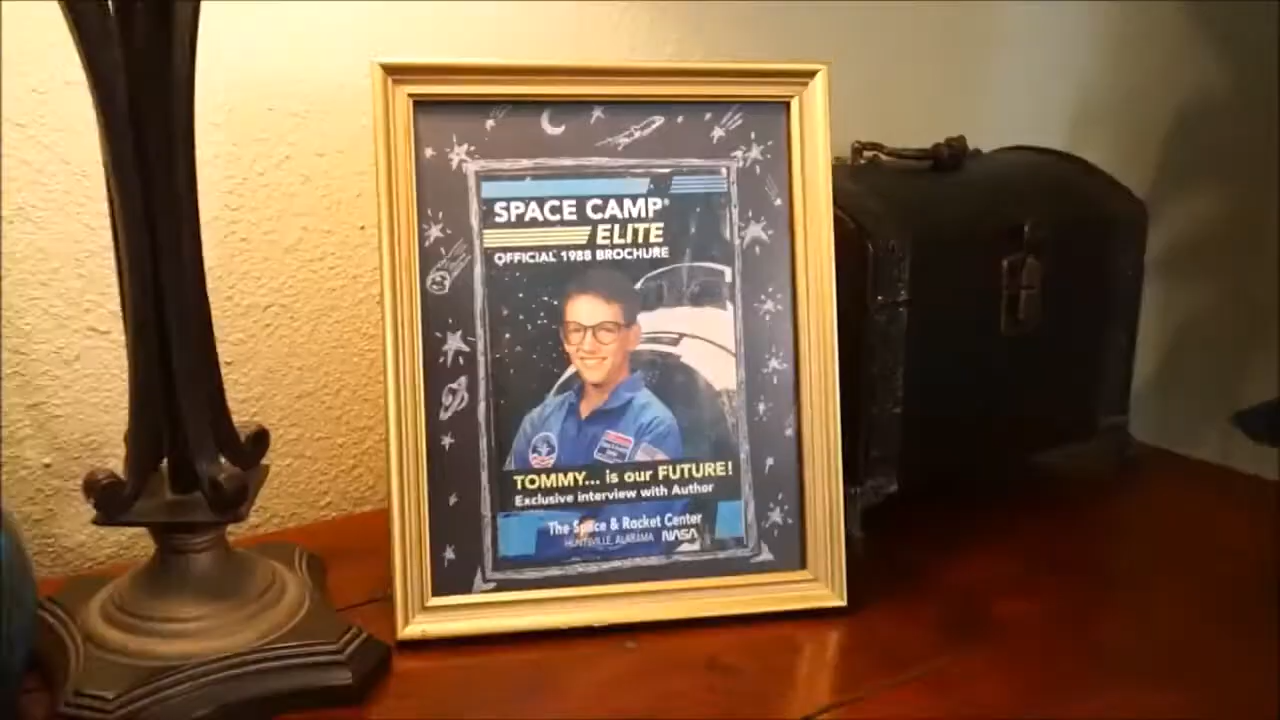 SPACE CAMP®
ELITE
OFFICIAL 1988 BROCHURE
TOMMY... is our FUTURE!
Exclusive interview with Author
The Space & Rocket Center
HUNTSVILLE, ALABAMA NASA